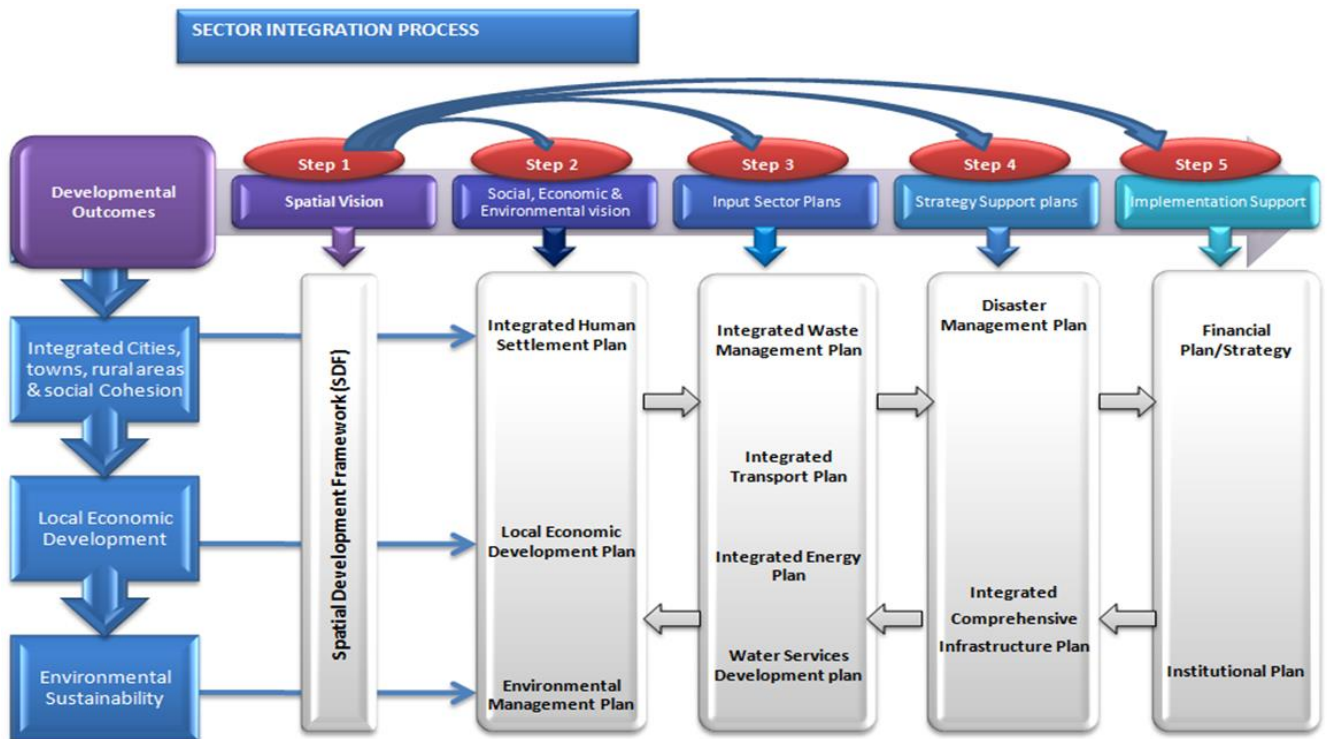 SECTOR INTEGRATION PROCESS
Step 1
Step 2
Step 3
Step 4
Step 5
Developmental
Outcomes
Spatial Vision
Social, Economic &
Environmental vision
Input Sector Plans
Strategy Support plans
Implementation Support
Integrated Cities,
towns, rural areas
& social Cohesion
Local Economic
Development
Environmental
Sustainability
Spatial Development Framework (SDF)
Integrated Human
Settlement Plan
Local Economic
Development Plan
Environmental
Management Plan
Integrated Waste
Management Plan
Integrated
Transport Plan
Integrated Energy
Plan
Water Services
Development plan
Disaster
Management Plan
Integrated
Comprehensive
Infrastructure Plan
Financial
Plan/Strategy
Institutional Plan